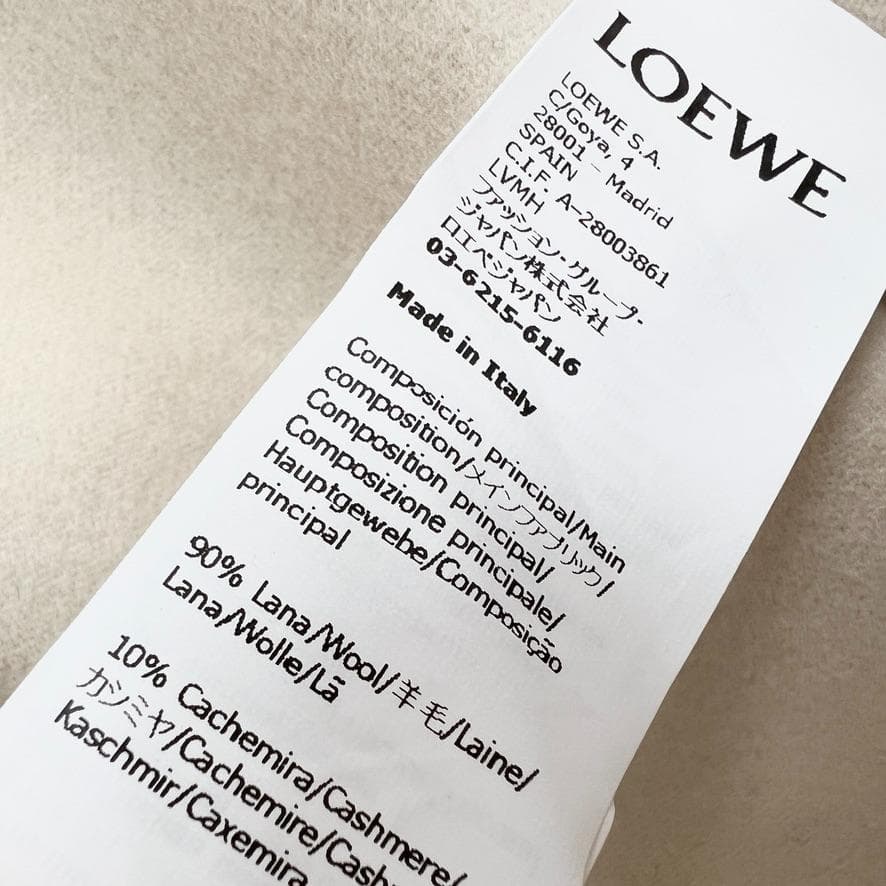 LOEWE
LOEWE S.A.
C/Goya, 4
28001 - Madrid
SPAIN
C.I.F. A-28003861
LVMH
ファッション-グループ-
ジャパン株式会社
ロエベジャパン
03-6215-6116
Made in Italy
Composición principal/Main
composition/メインファブリック/
Composition principal/
Composizione principale/
Hauptgewebe/Composição
principal
90% Lana/Wool/羊毛/Laine/
Lana/Wolle/Lã
10% Cachemira/Cashmere/
カシミヤ/Cachemire/
Kaschmir/Caxemira